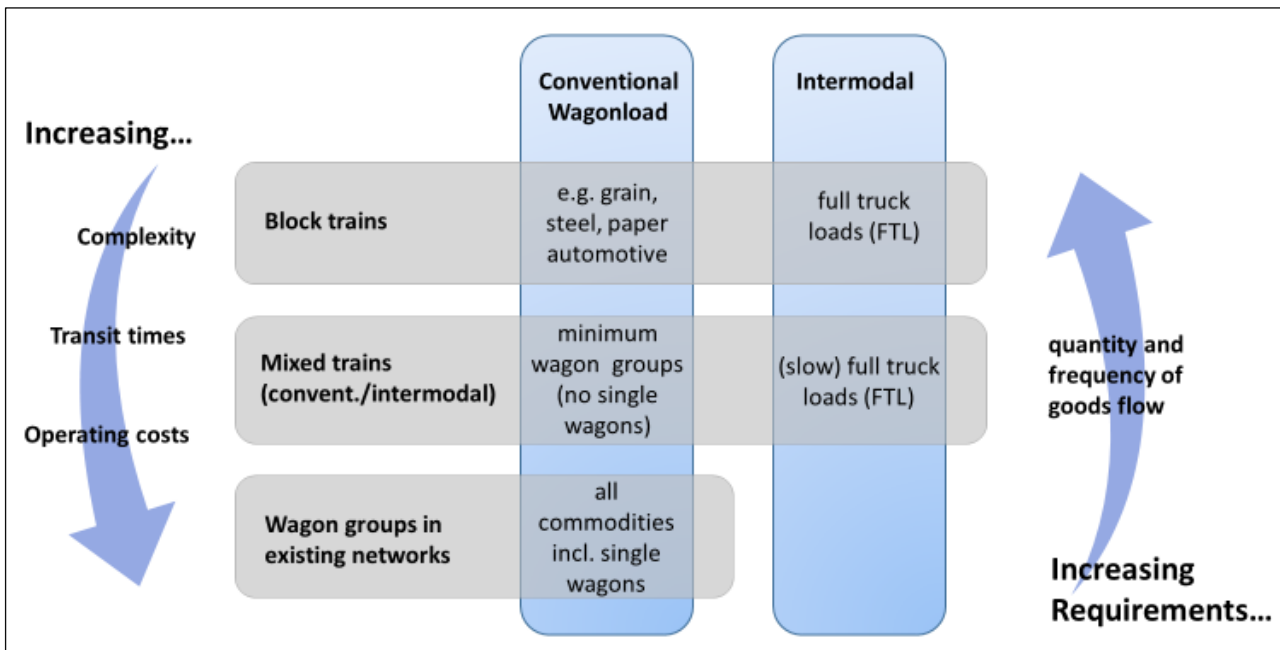 Conventional
Wagonload
Intermodal
Increasing...
Complexity
Transit times
Operating costs
Block trains
e.g. grain,
steel, paper
automotive
full truck
loads (FTL)
Mixed trains
(convent./intermodal)
minimum
wagon groups
(no single
wagons)
(slow) full truck
loads (FTL)
Wagon groups in
existing networks
all
commodities
incl. single
wagons
quantity and
frequency of
goods flow
Increasing
Requirements...